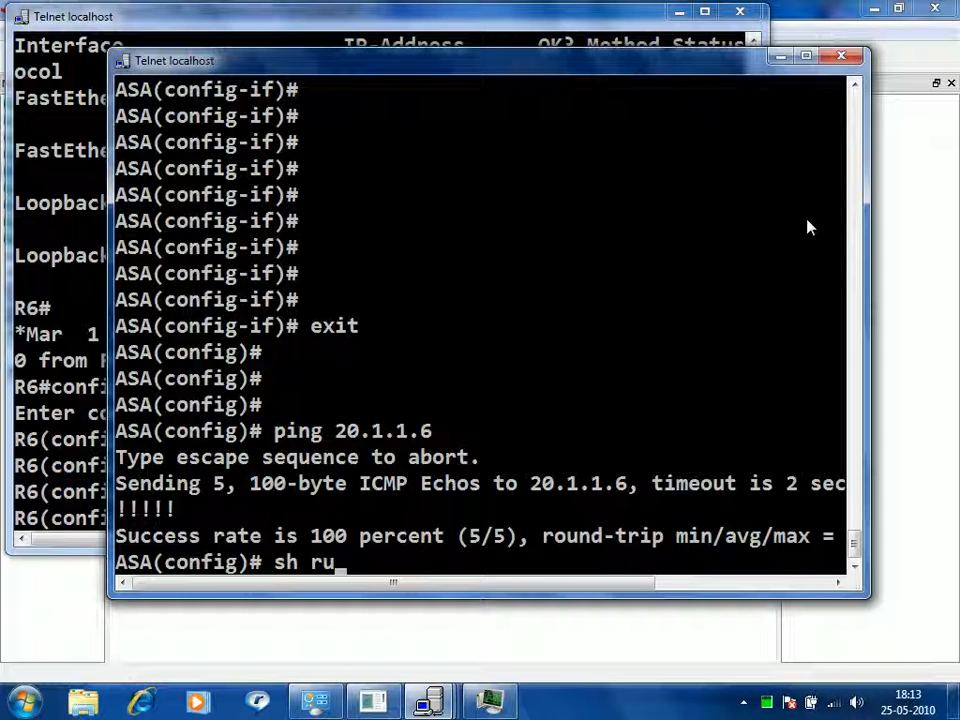 Telnet localhost
Interface IP-Address OK? Method Status
ocol
Telnet localhost
FastEthe
FastEthe
Loopback
Loopback
R6#
*Mar 1
0 from
R6#confi
Enter co
R6(confi
R6(confi
R6(confi
R6(confi
ASA(config-if)#
ASA(config-if)#
ASA(config-if)#
ASA(config-if)#
ASA(config-if)#
ASA(config-if)#
ASA(config-if)#
ASA(config-if)#
ASA(config-if)#
ASA(config-if)# exit
ASA(config)#
ASA(config)#
ASA(config)#
ASA(config)# ping 20.1.1.6
Type escape sequence to abort.
Sending 5, 100-byte ICMP Echos to 20.1.1.6, timeout is 2 sec
!!!!!
Success rate is 100 percent (5/5), round-trip min/avg/max =
ASA(config)# sh ru
18:13
25-05-2010